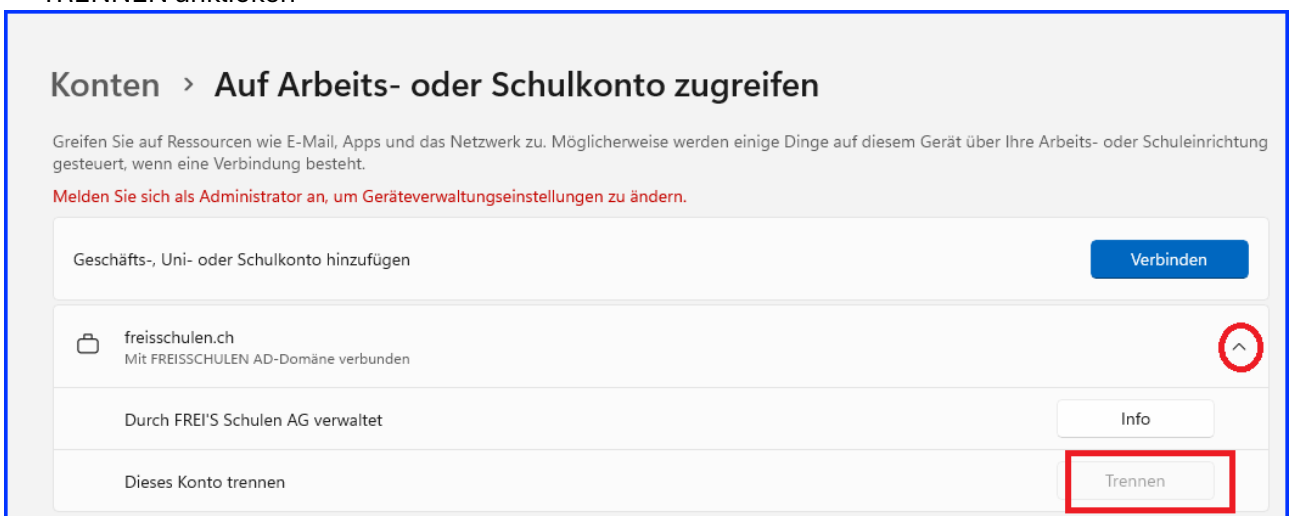 TRENNEN anklicken
Konten > Auf Arbeits- oder Schulkonto zugreifen
Greifen Sie auf Ressourcen wie E-Mail, Apps und das Netzwerk zu. Möglicherweise werden einige Dinge auf diesem Gerät über Ihre Arbeits- oder Schuleinrichtung
gesteuert, wenn eine Verbindung besteht.
Melden Sie sich als Administrator an, um Geräteverwaltungseinstellungen zu ändern.
Geschäfts-, Uni- oder Schulkonto hinzufügen
Verbinden
freisschulen.ch
Mit FREISSCHULEN AD-Domäne verbunden
Durch FREI'S Schulen AG verwaltet
Info
Dieses Konto trennen
Trennen